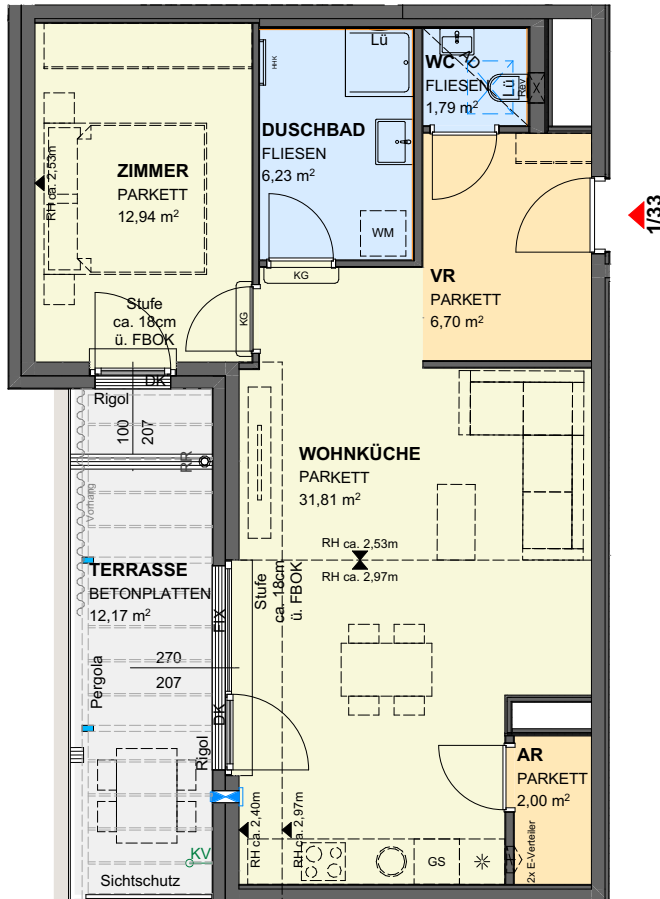 Lü
WC
AD
FLIESEN
1,79 m²
Lü
Rev
HHK
DUSCHBAD
FLIESEN
6,23 m²
WM
KG
ZIMMER
PARKETT
12,94 m²
RH ca. 2,53m
Stufe
ca. 18cm
ü. FBOK
KG
DK
1/33
VR
PARKETT
6,70 m²
Rigol
100
207
RR
Vorhang
WOHNKÜCHE
PARKETT
31,81 m²
RH ca. 2,53m
RH ca. 2,97m
TERRASSE
BETONPLATTEN
12,17 m²
Stufe
ca. 18cm
ü. FBOK
FIX
270
207
Pergola
DK
Rigol
AR
PARKETT
2,00 m²
2x E-Verteiler
RH ca. 2,40m
RH ca. 2,97m
GS
KV
Sichtschutz